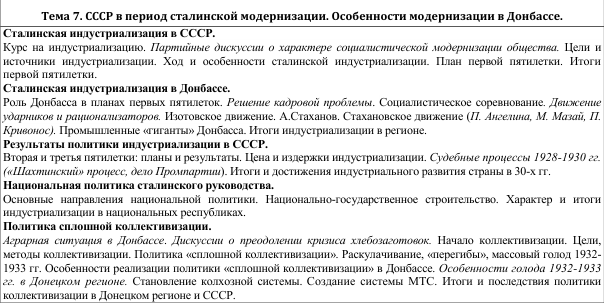 Тема 7. СССР в период сталинской модернизации. Особенности модернизации в Донбассе.
Сталинская индустриализация в СССР.
Курс на индустриализацию. Партийные дискуссии о характере социалистической модернизации общества. Цели и
источники индустриализации. Ход и особенности сталинской индустриализации. План первой пятилетки. Итоги
первой пятилетки.
Сталинская индустриализация в Донбассе.
Роль Донбасса в планах первых пятилеток. Решение кадровой проблемы. Социалистическое соревнование. Движение
ударников и рационализаторов. Изотовское движение. А.Стаханов. Стахановское движение (П. Ангелина, М. Мазай, П.
Кривонос). Промышленные «гиганты» Донбасса. Итоги индустриализации в регионе.
Результаты политики индустриализации в СССР.
Вторая и третья пятилетки: планы и результаты. Цена и издержки индустриализации. Судебные процессы 1928-1930 гг.
(«Шахтинский» процесс, дело Промпартии). Итоги и достижения индустриального развития страны в 30-х гг.
Национальная политика сталинского руководства.
Основные направления национальной политики. Национально-государственное строительство. Характер и итоги
индустриализации в национальных республиках.
Политика сплошной коллективизации.
Аграрная ситуация в Донбассе. Дискуссии о преодолении кризиса хлебозаготовок. Начало коллективизации. Цели,
методы коллективизации. Политика «сплошной коллективизации». Раскулачивание, «перегибы», массовый голод 1932-
1933 гг. Особенности реализации политики «сплошной коллективизации» в Донбассе. Особенности голода 1932-1933
гг. в Донецком регионе. Становление колхозной системы. Создание системы МТС. Итоги и последствия политики
коллективизации в Донецком регионе и СССР.